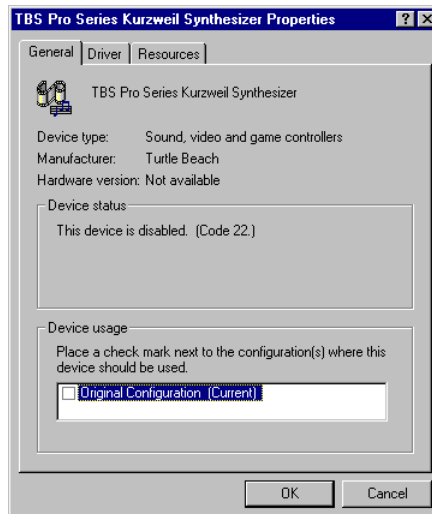 TBS Pro Series Kurzweil Synthesizer Properties
General Driver Resources
TBS Pro Series Kurzweil Synthesizer
Device type: Sound, video and game controllers
Manufacturer: Turtle Beach
Hardware version: Not available
Device status
This device is disabled. (Code 22.)
Device usage
Place a check mark next to the configuration(s) where this
device should be used.
Original Configuration (Current)
OK Cancel